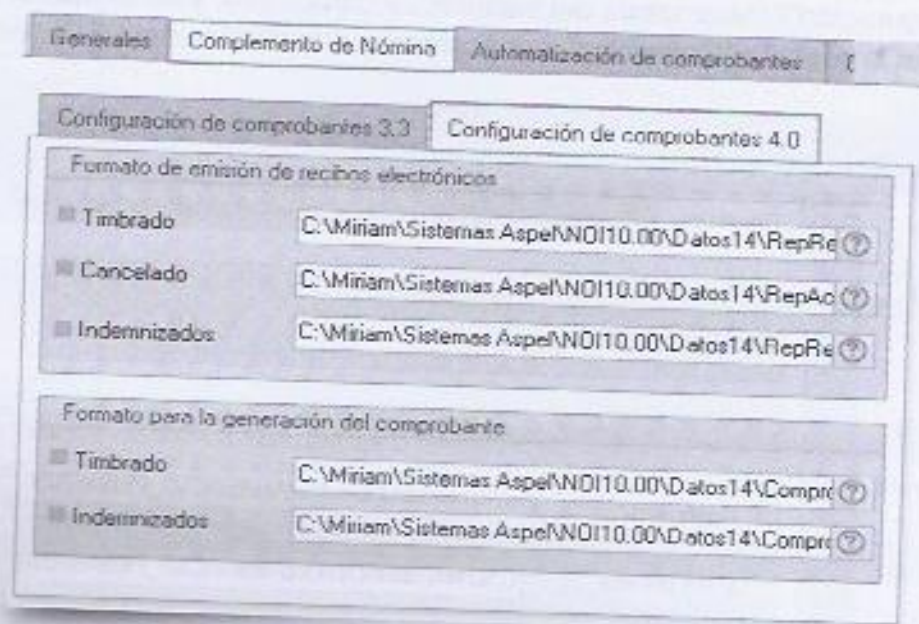 Generales Complemento de Nómina Automatización de comprobantes
Configuración de comprobantes 3.3 Configuración de comprobantes 4.0
Formato de emisión de recibos electrónicos
Timbrado C:\Miriam\Sistemas Aspel\NOI10.00\Datos14\RepRe ?
Cancelado C:\Miriam\Sistemas Aspel\NOI10.00\Datos14\RepAc ?
Indemnizados C:\Miriam\Sistemas Aspel\NOI10.00\Datos14\RepRe ?
Formato para la generación del comprobante
Timbrado C:\Miriam\Sistemas Aspel\NOI10.00\Datos14\Compro ?
Indemnizados C:\Miriam\Sistemas Aspel\NOI10.00\Datos14\Compro ?